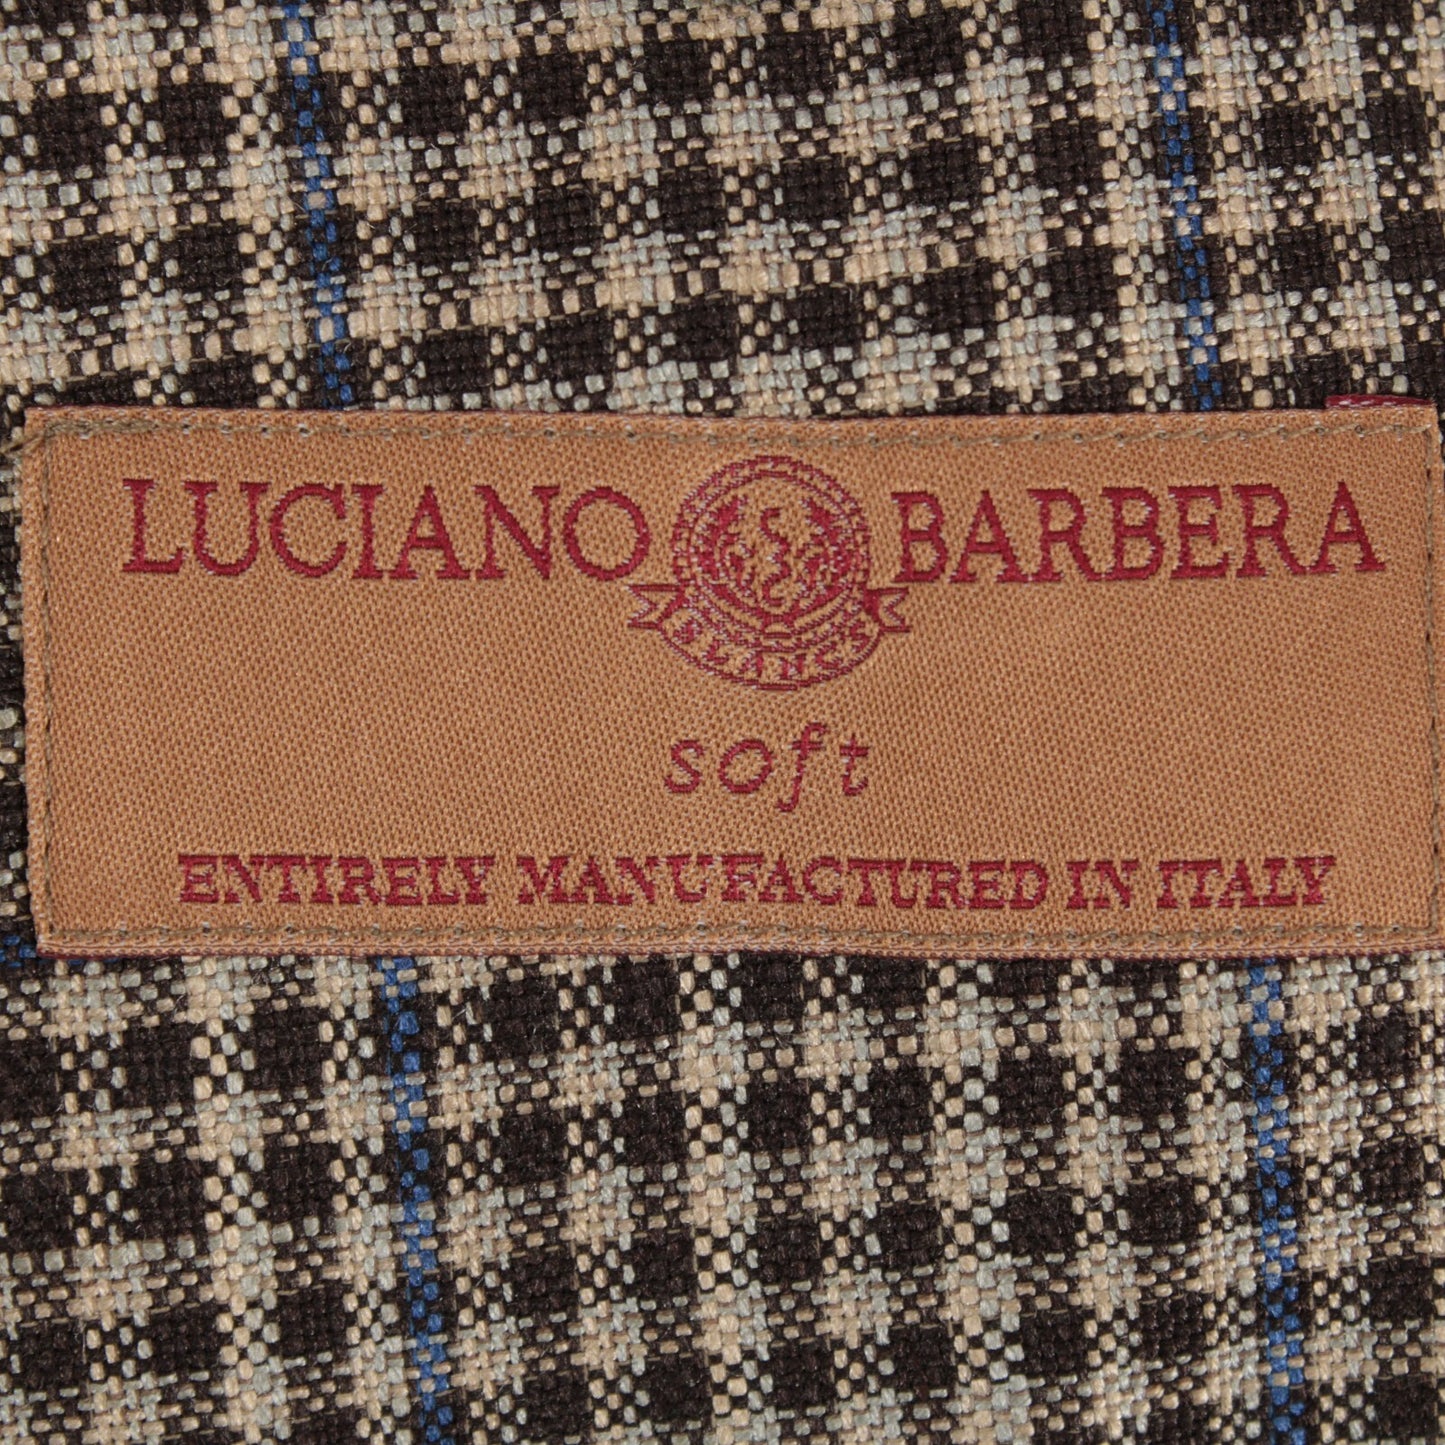 LUCIANO BARBERA
soft
ENTIRELY MANUFACTURED IN ITALY